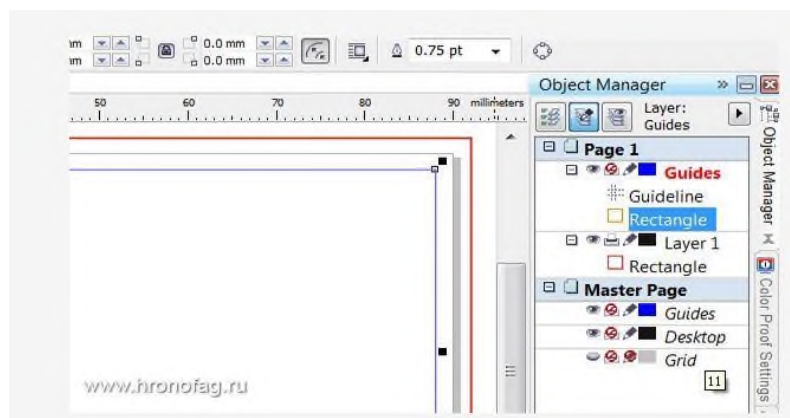 mm 0.0 mm 0.75 pt
mm 0.0 mm
Object Manager
50 60 70 80 90 millimeters
Layer:
Guides
Page 1
Guides
Guideline
Rectangle
Layer 1
Rectangle
Master Page
Guides
Desktop
Grid
11
Object Manager
Color Proof Settings
www.hronofag.ru